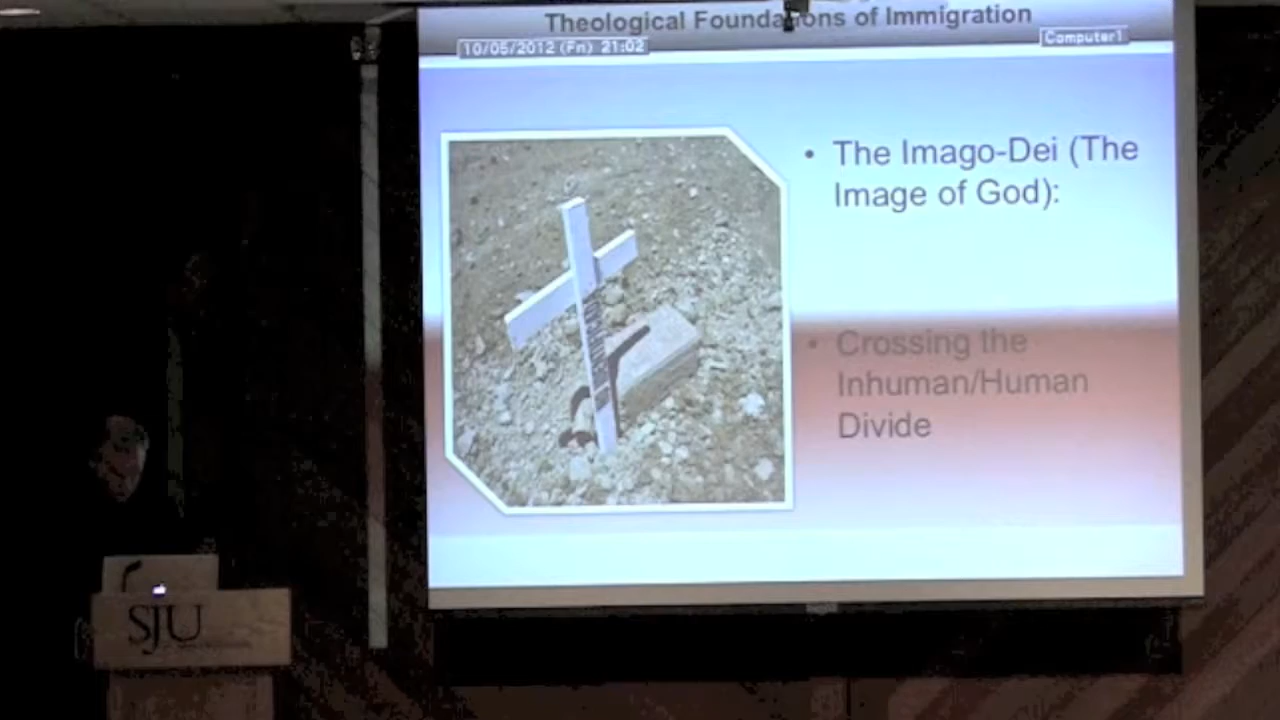 Theological Foundations of Immigration
10/05/2012 (Fri) 21:02
Computer1
• The Imago-Dei (The
Image of God):
• Crossing the
Inhuman/Human
Divide
SJU